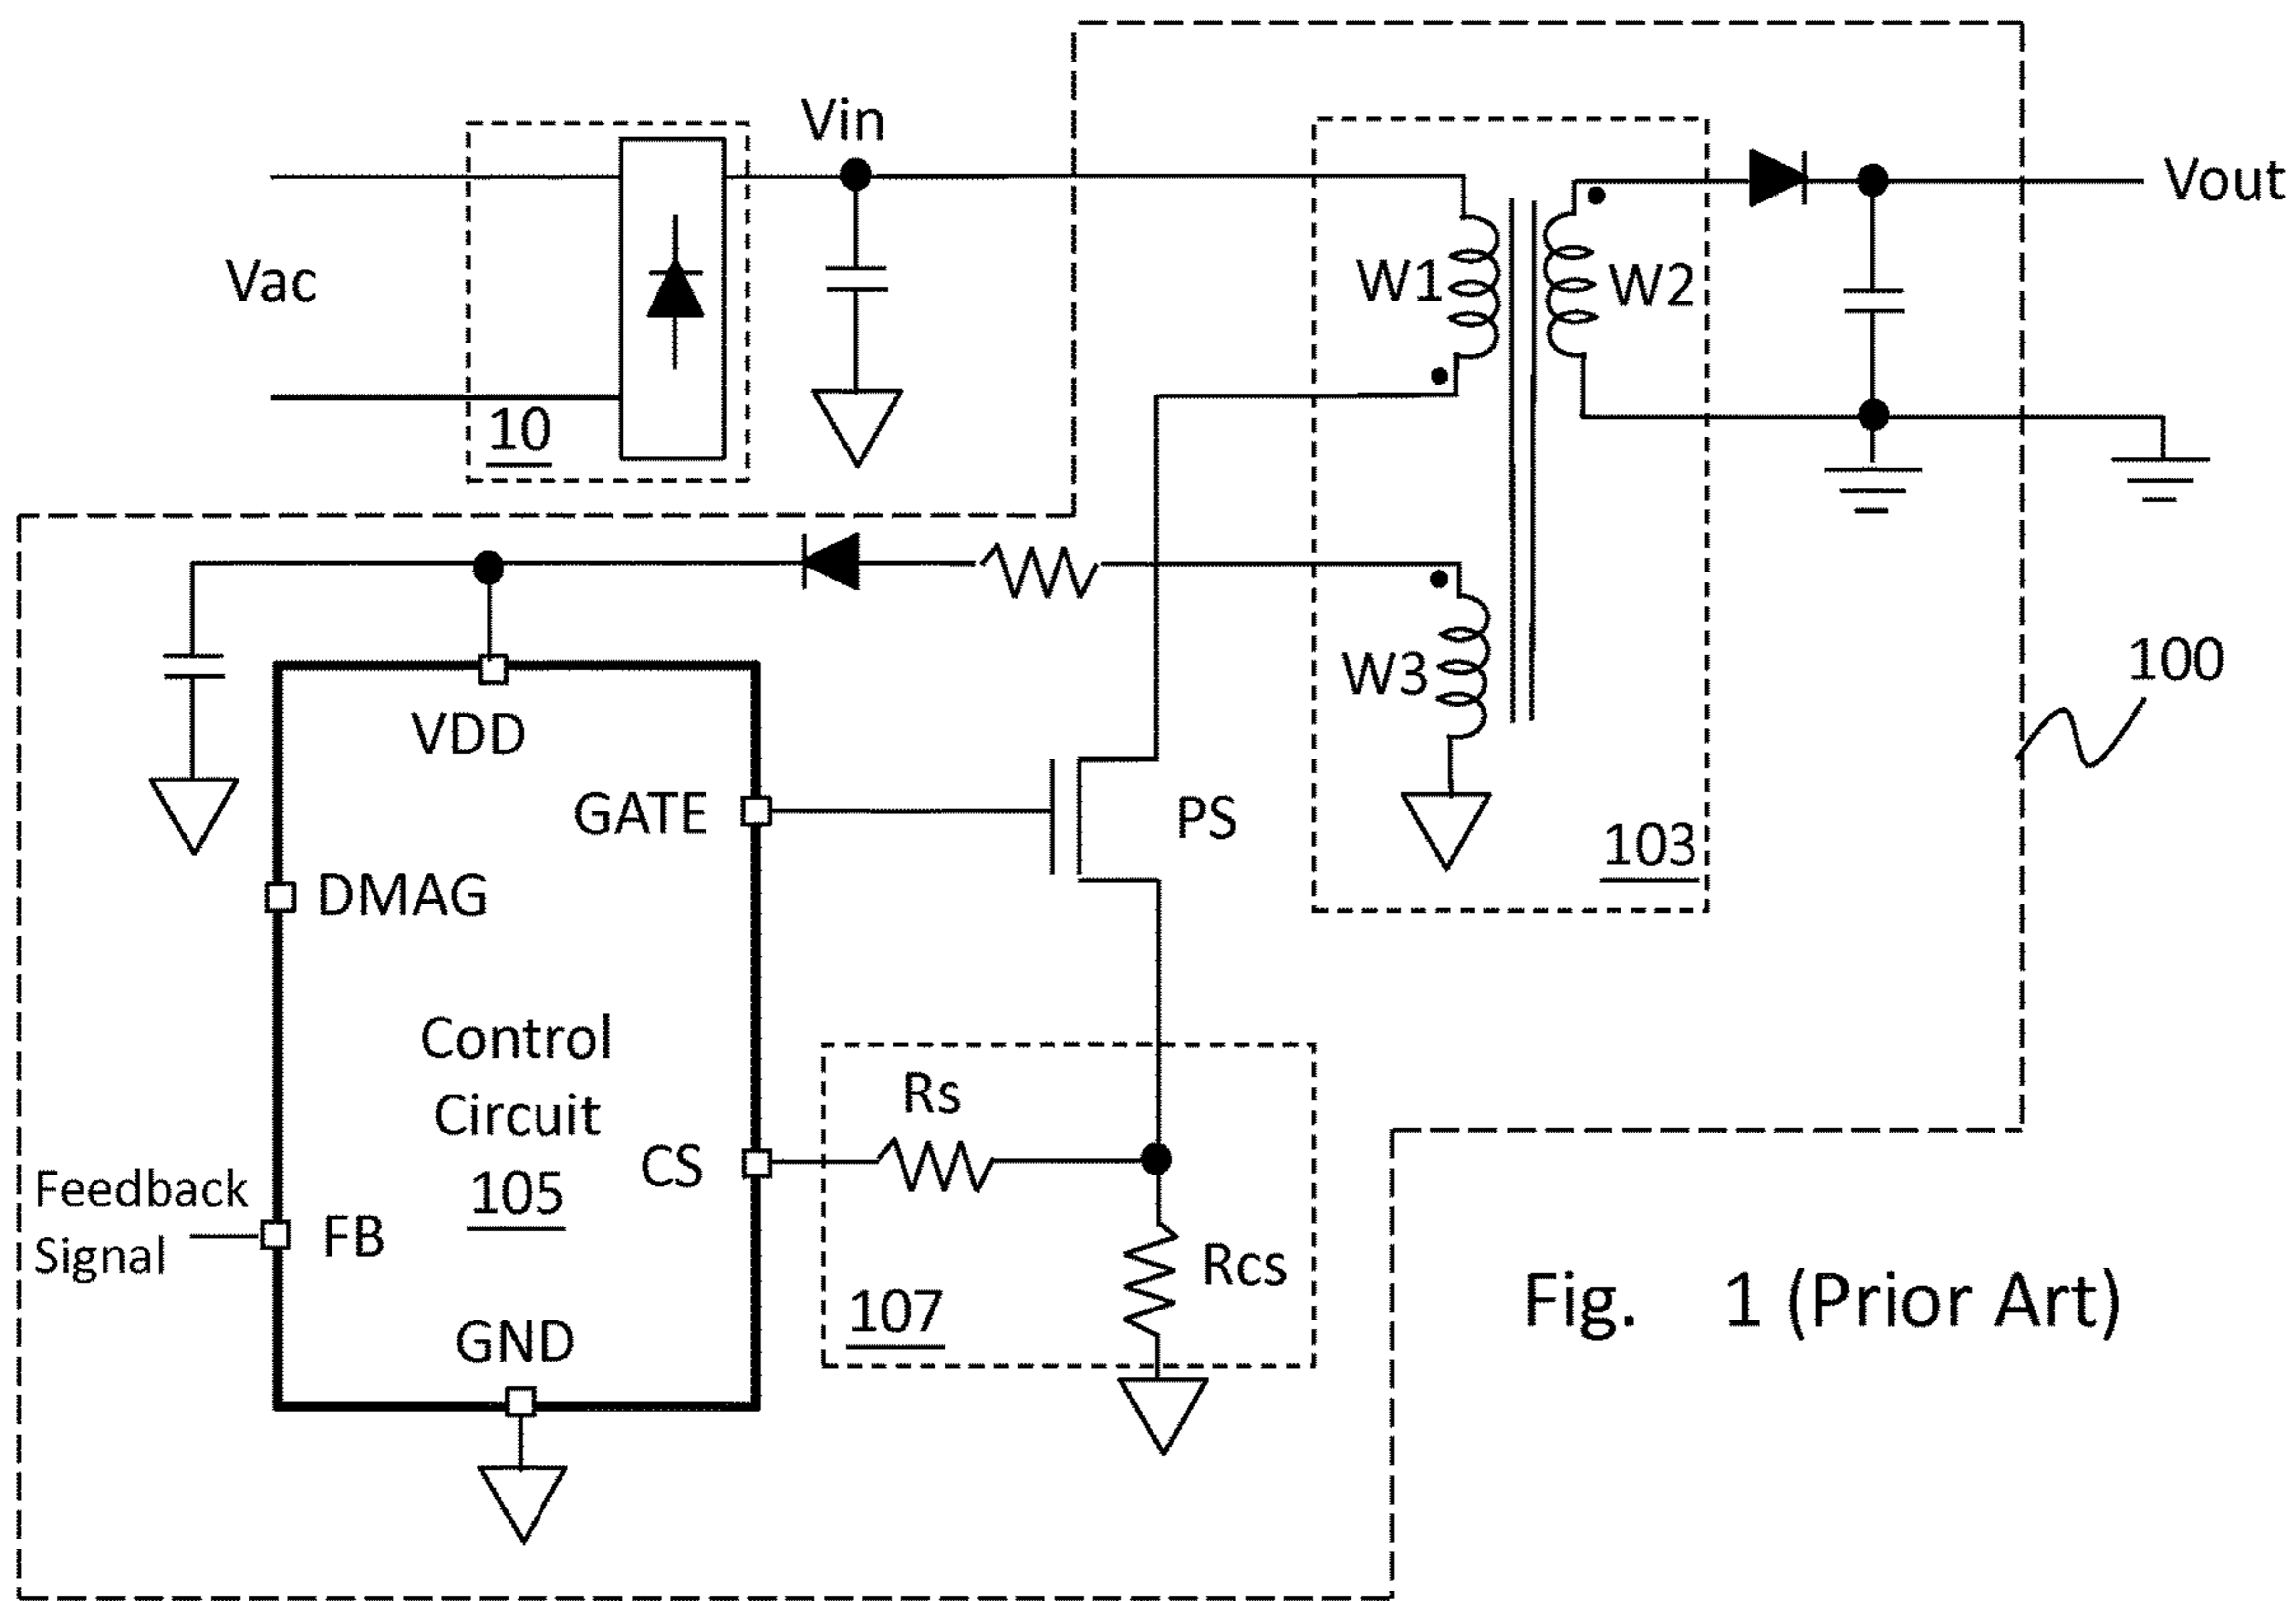 Vin
Vout
Vac
W1
W2
10
W3
100
VDD
GATE
PS
103
DMAG
Control
Circuit
105
Rs
CS
Feedback
Signal
FB
Rcs
107
GND
Fig. 1 (Prior Art)